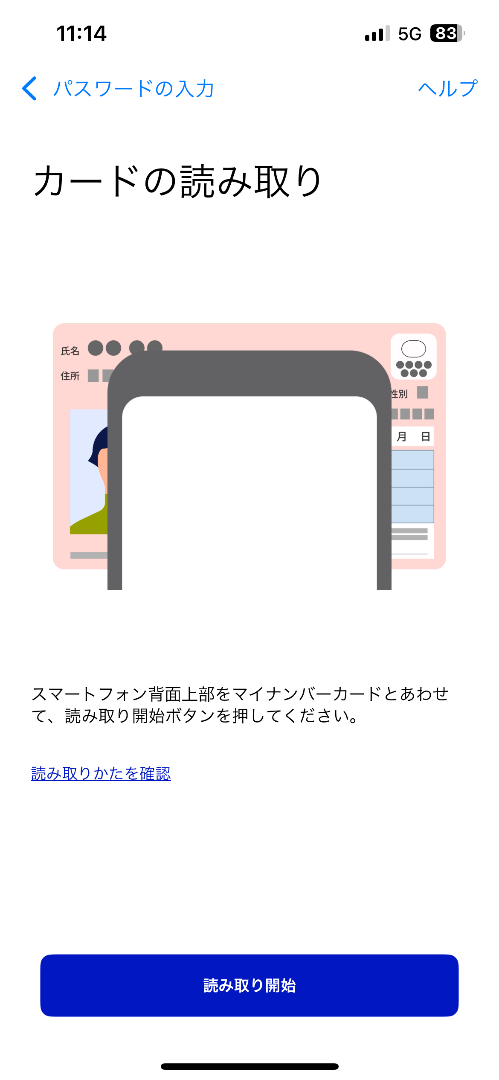 11:14 5G 83
パスワードの入力 ヘルプ
カードの読み取り
氏名
住所
性別
月 日
スマートフォン背面上部をマイナンバーカードとあわせ
て、読み取り開始ボタンを押してください。
読み取りかたを確認
読み取り開始